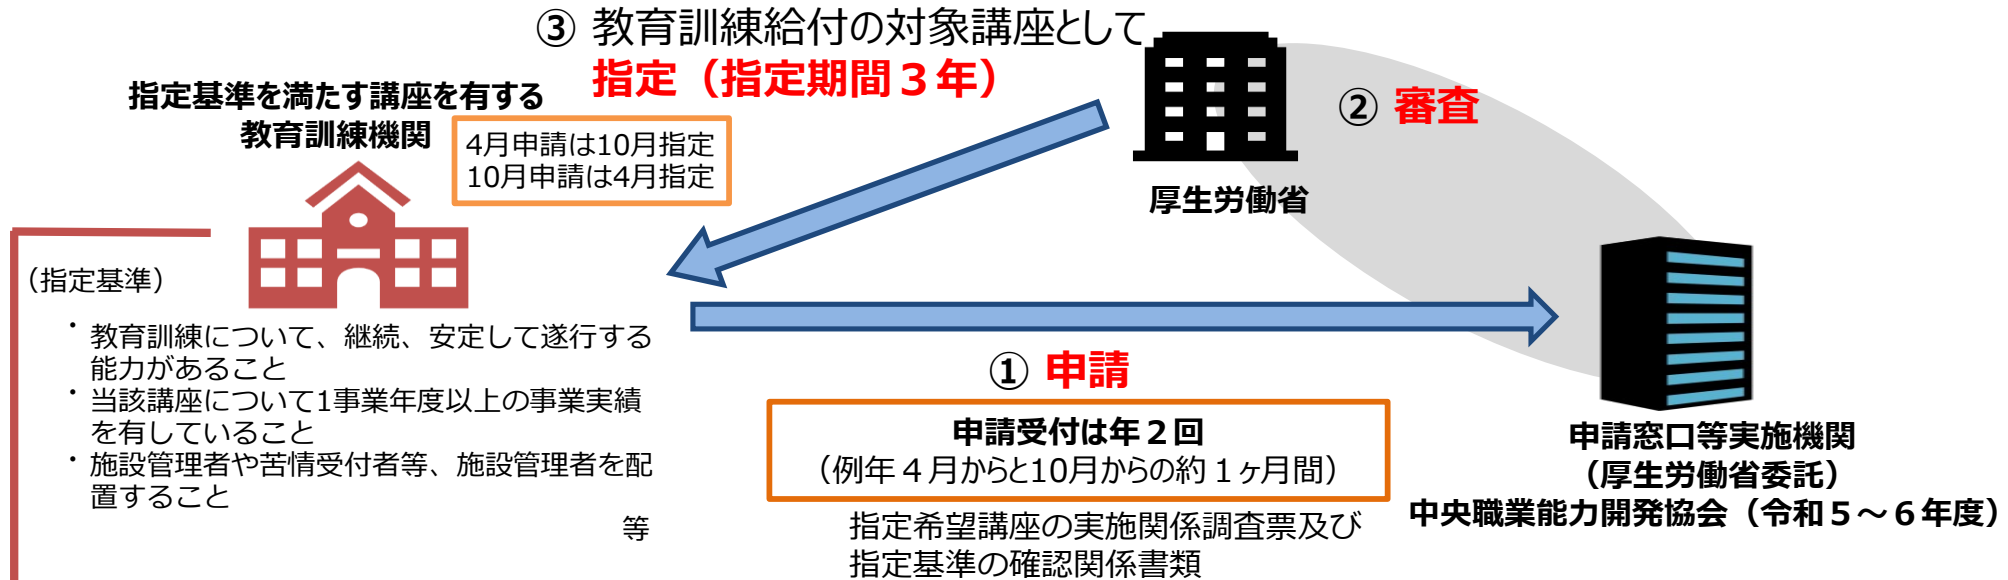 ③ 教育訓練給付の対象講座として
指定（指定期間３年）
指定基準を満たす講座を有する
教育訓練機関
4月申請は10月指定
10月申請は4月指定
② 審査
厚生労働省
（指定基準）
・ 教育訓練について、継続、安定して遂行する
能力があること
・ 当該講座について1事業年度以上の事業実績
を有していること
・ 施設管理者や苦情受付者等、施設管理者を配
置すること
等
① 申請
申請受付は年２回
（例年４月からと10月からの約１ヶ月間）
指定希望講座の実施関係調査票及び
指定基準の確認関係書類
申請窓口等実施機関
（厚生労働省委託）
中央職業能力開発協会（令和５～６年度）